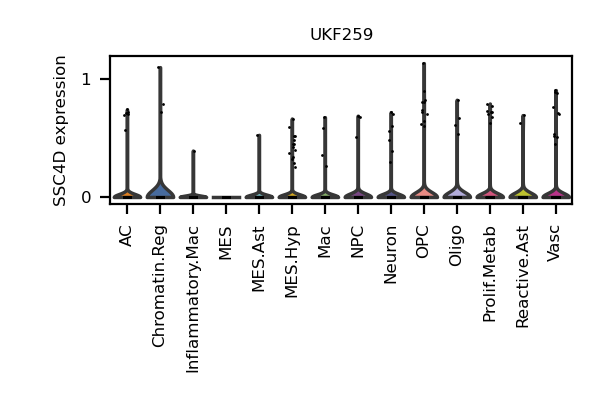 UKF259
SSC4D expression
1
0
AC
Chromatin.Reg
Inflammatory.Mac
MES
MES.Ast
MES.Hyp
Mac
NPC
Neuron
OPC
Oligo
Prolif.Metab
Reactive.Ast
Vasc